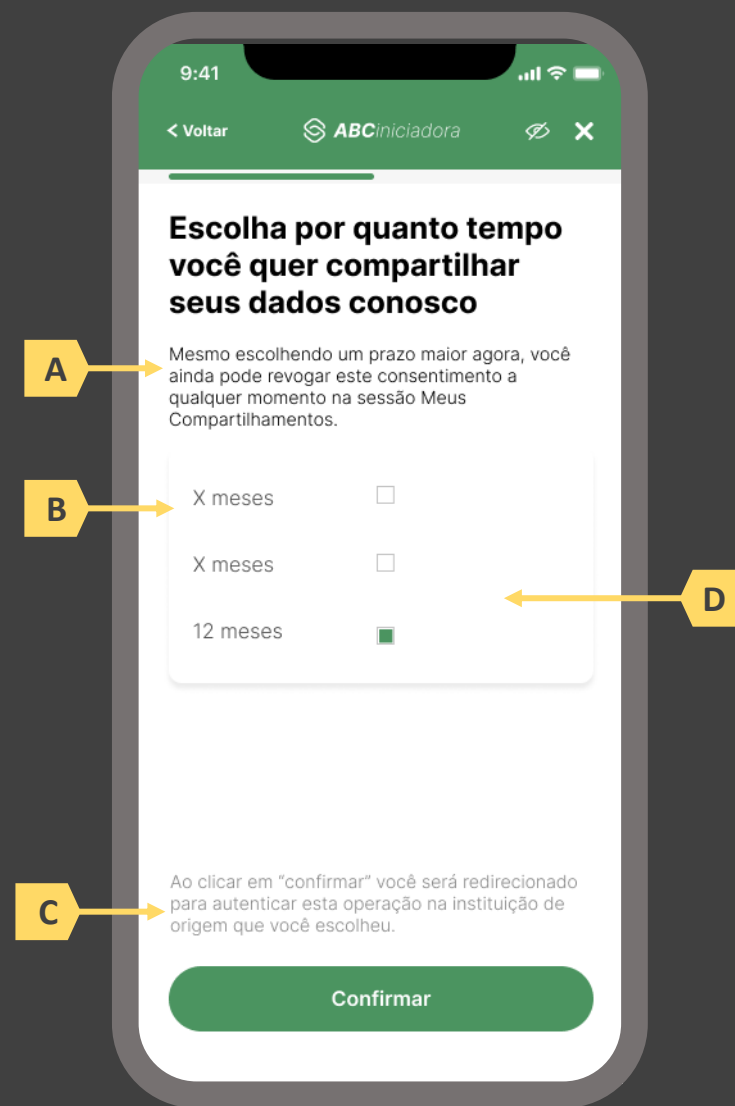 9:41
< Voltar
ABCiniciadora
Escolha por quanto tempo
você quer compartilhar
seus dados conosco
A
Mesmo escolhendo um prazo maior agora, você
ainda pode revogar este consentimento a
qualquer momento na sessão Meus
Compartilhamentos.
B
X meses
X meses
D
12 meses
C
Ao clicar em “confirmar” você será redirecionado
para autenticar esta operação na instituição de
origem que você escolheu.
Confirmar